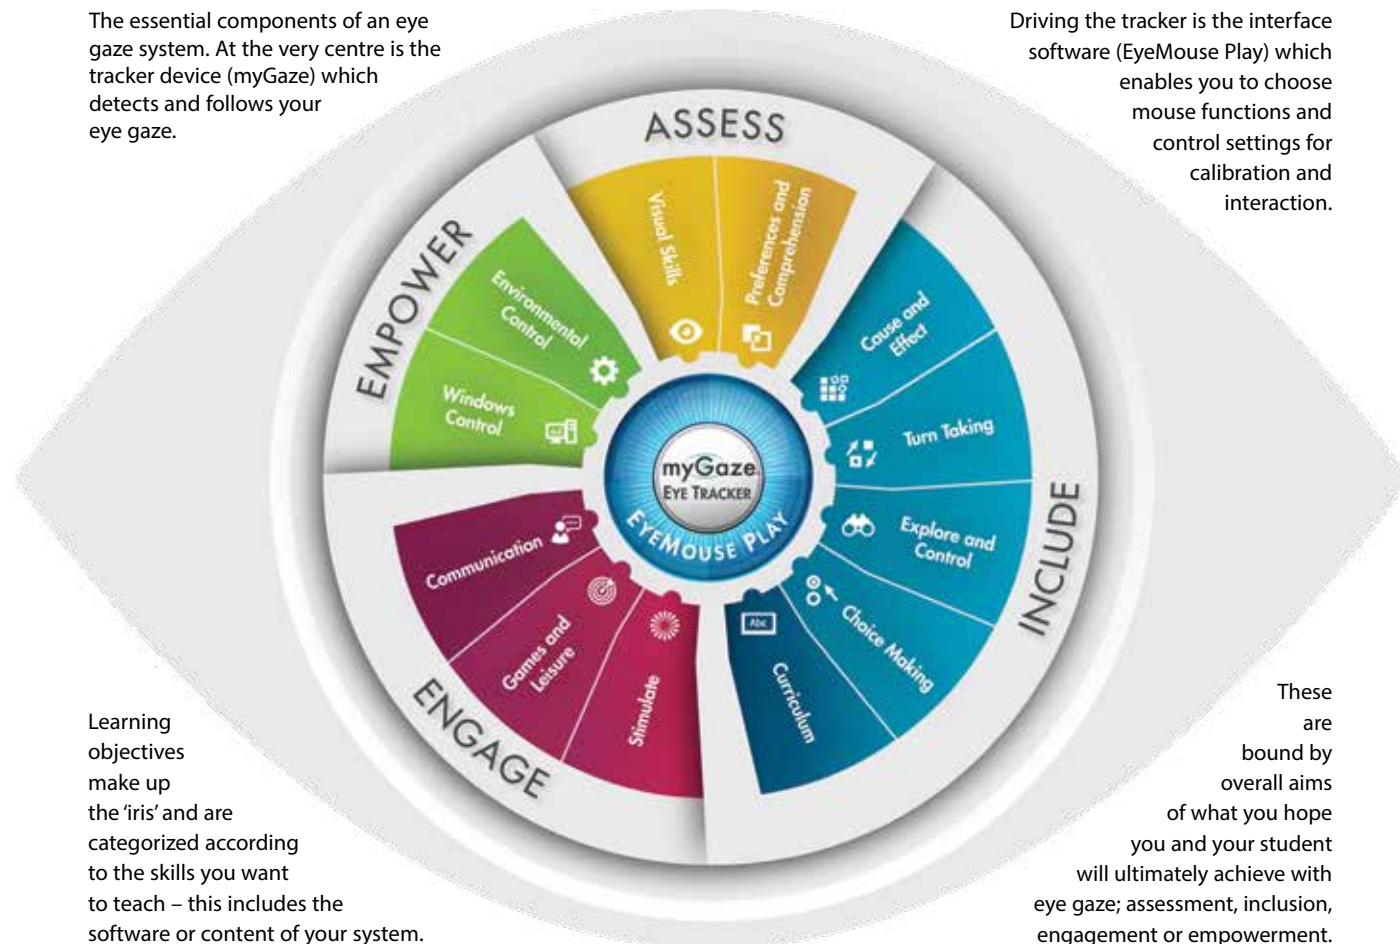 The essential components of an eye
gaze system. At the very centre is the
tracker device (myGaze) which
detects and follows your
eye gaze.
Driving the tracker is the interface
software (EyeMouse Play) which
enables you to choose
mouse functions and
control settings for
calibration and
interaction.
ASSESS
Visual Skills
Preferences and
Comprehension
EMPOWER
Environmental
Control
Windows
Control
INCLUDE
Cause and
Effect
Turn Taking
Explore and
Control
Choice Making
Abc
Curriculum
myGaze
EYE TRACKER
EYEMOUSE PLAY
ENGAGE
Communication
Games and
Leisure
Stimulate
Learning
objectives
make up
the ‘iris’ and are
categorized according
to the skills you want
to teach – this includes the
software or content of your system.
These
are
bound by
overall aims
of what you hope
you and your student
will ultimately achieve with
eye gaze; assessment, inclusion,
engagement or empowerment.